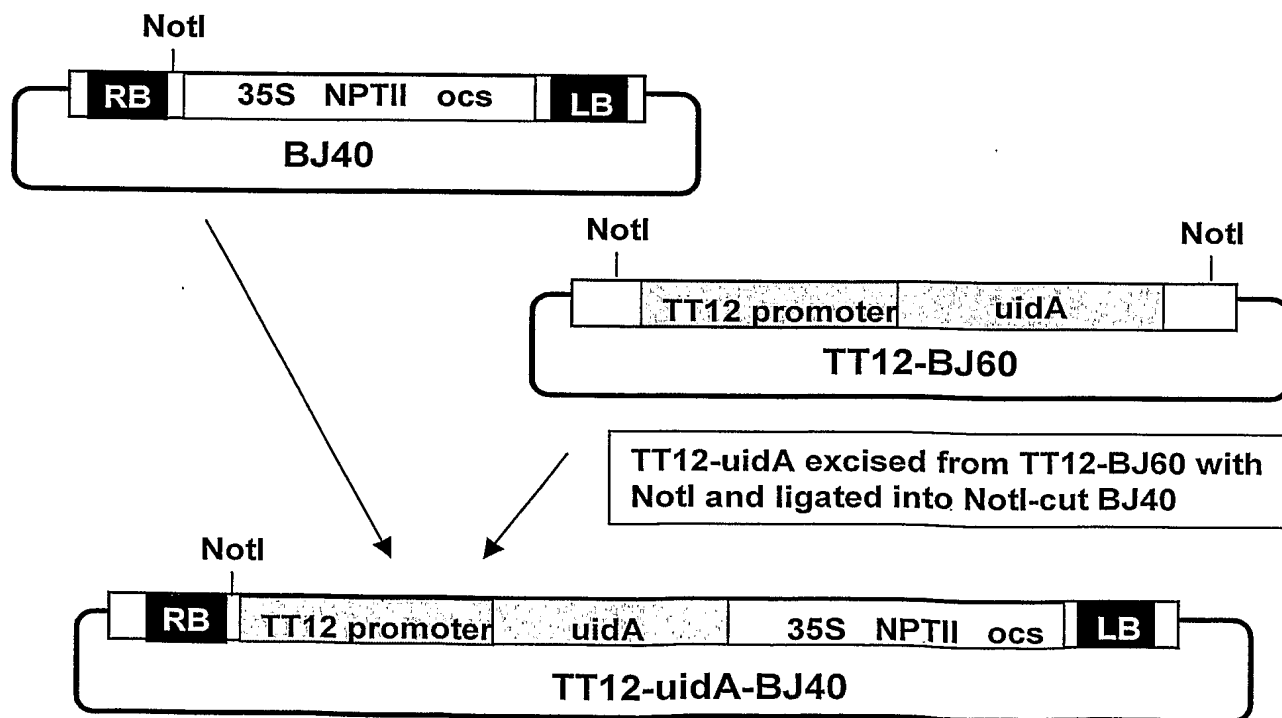 NotI
RB 35S NPTII ocs LB
BJ40
NotI NotI
TT12 promoter uidA
TT12-BJ60
TT12-uidA excised from TT12-BJ60 with
NotI and ligated into NotI-cut BJ40
NotI
RB TT12 promoter uidA 35S NPTII ocs LB
TT12-uidA-BJ40